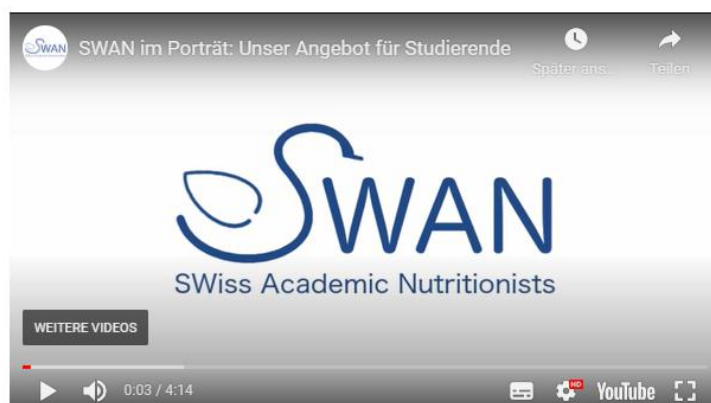 SWAN
SWAN im Porträt: Unser Angebot für Studierende
Später ans...
Teilen
SWAN
SWiss Academic Nutritionists
WEITERE VIDEOS
0:03 / 4:14
HD
YouTube